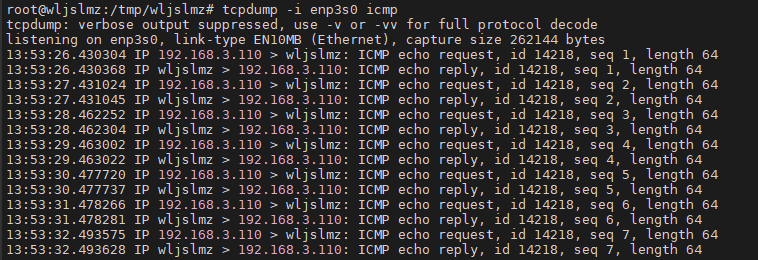 root@wljslmz:/tmp/wljslmz# tcpdump -i enp3s0 icmp
tcpdump: verbose output suppressed, use -v or -vv for full protocol decode
listening on enp3s0, link-type EN10MB (Ethernet), capture size 262144 bytes
13:53:26.430304 IP 192.168.3.110 > wljslmz: ICMP echo request, id 14218, seq 1, length 64
13:53:26.430368 IP wljslmz > 192.168.3.110: ICMP echo reply, id 14218, seq 1, length 64
13:53:27.431024 IP 192.168.3.110 > wljslmz: ICMP echo request, id 14218, seq 2, length 64
13:53:27.431045 IP wljslmz > 192.168.3.110: ICMP echo reply, id 14218, seq 2, length 64
13:53:28.462252 IP 192.168.3.110 > wljslmz: ICMP echo request, id 14218, seq 3, length 64
13:53:28.462304 IP wljslmz > 192.168.3.110: ICMP echo reply, id 14218, seq 3, length 64
13:53:29.463002 IP 192.168.3.110 > wljslmz: ICMP echo request, id 14218, seq 4, length 64
13:53:29.463022 IP wljslmz > 192.168.3.110: ICMP echo reply, id 14218, seq 4, length 64
13:53:30.477720 IP 192.168.3.110 > wljslmz: ICMP echo request, id 14218, seq 5, length 64
13:53:30.477737 IP wljslmz > 192.168.3.110: ICMP echo reply, id 14218, seq 5, length 64
13:53:31.478266 IP 192.168.3.110 > wljslmz: ICMP echo request, id 14218, seq 6, length 64
13:53:31.478281 IP wljslmz > 192.168.3.110: ICMP echo reply, id 14218, seq 6, length 64
13:53:32.493575 IP 192.168.3.110 > wljslmz: ICMP echo request, id 14218, seq 7, length 64
13:53:32.493628 IP wljslmz > 192.168.3.110: ICMP echo reply, id 14218, seq 7, length 64